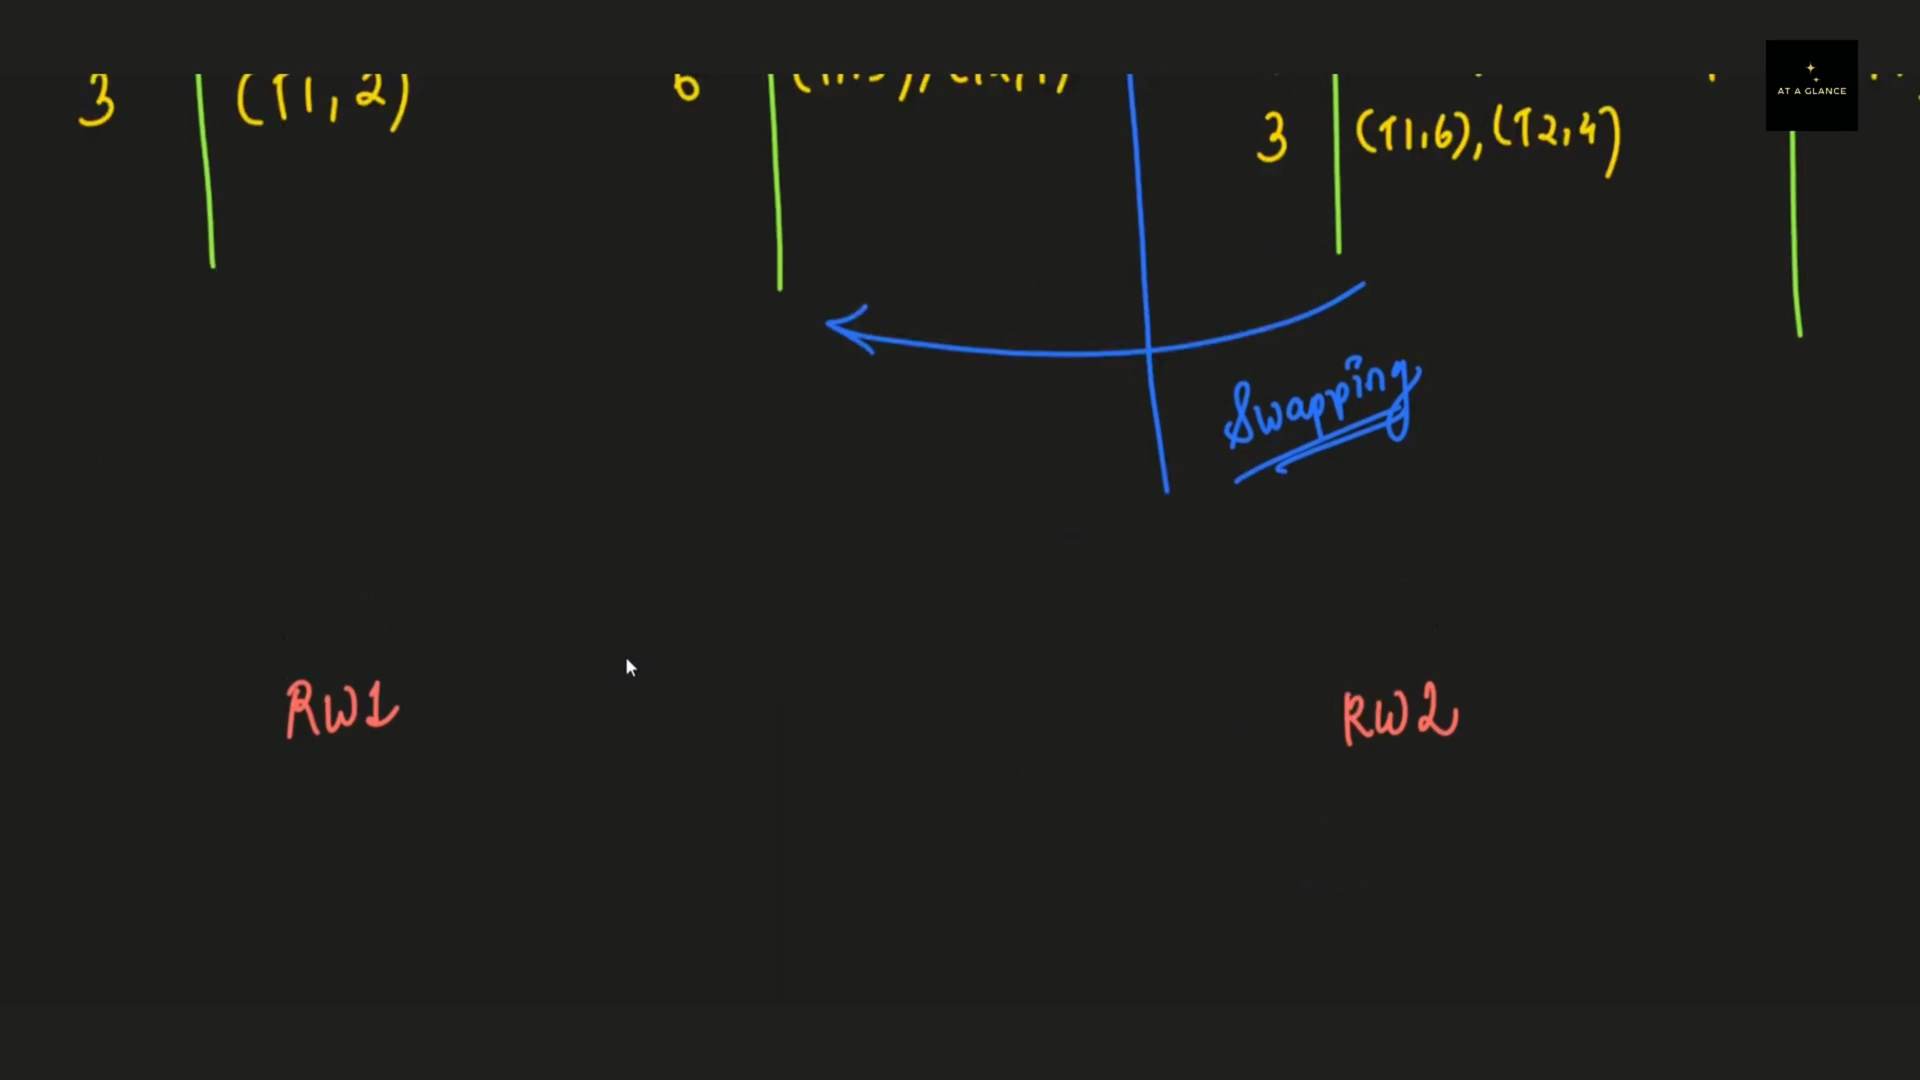 3 (T1, 2)
6
3 (T1,6), (T2,4)
AT A GLANCE
Swapping
RW1
RW2